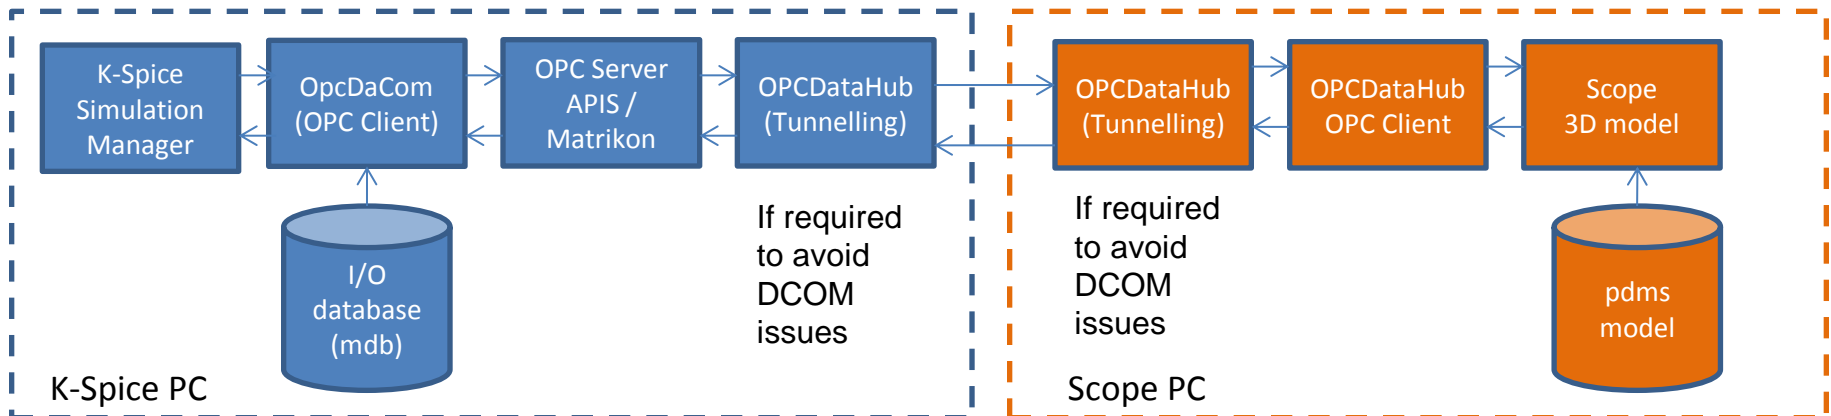 K-Spice
Simulation
Manager
OpcDaCom
(OPC Client)
OPC Server
APIS /
Matrikon
OPCDataHub
(Tunnelling)
OPCDataHub
(Tunnelling)
OPCDataHub
OPC Client
Scope
3D model
I/O
database
(mdb)
If required
to avoid
DCOM
issues
If required
to avoid
DCOM
issues
pdms
model
K-Spice PC
Scope PC